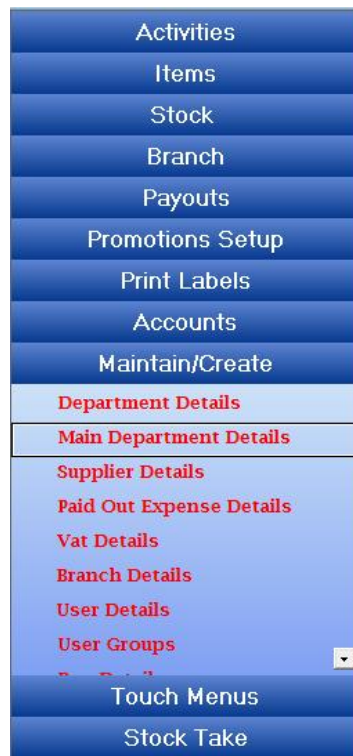 Activities
Items
Stock
Branch
Payouts
Promotions Setup
Print Labels
Accounts
Maintain/Create
Department Details
Main Department Details
Supplier Details
Paid Out Expense Details
Vat Details
Branch Details
User Details
User Groups
Touch Menus
Stock Take